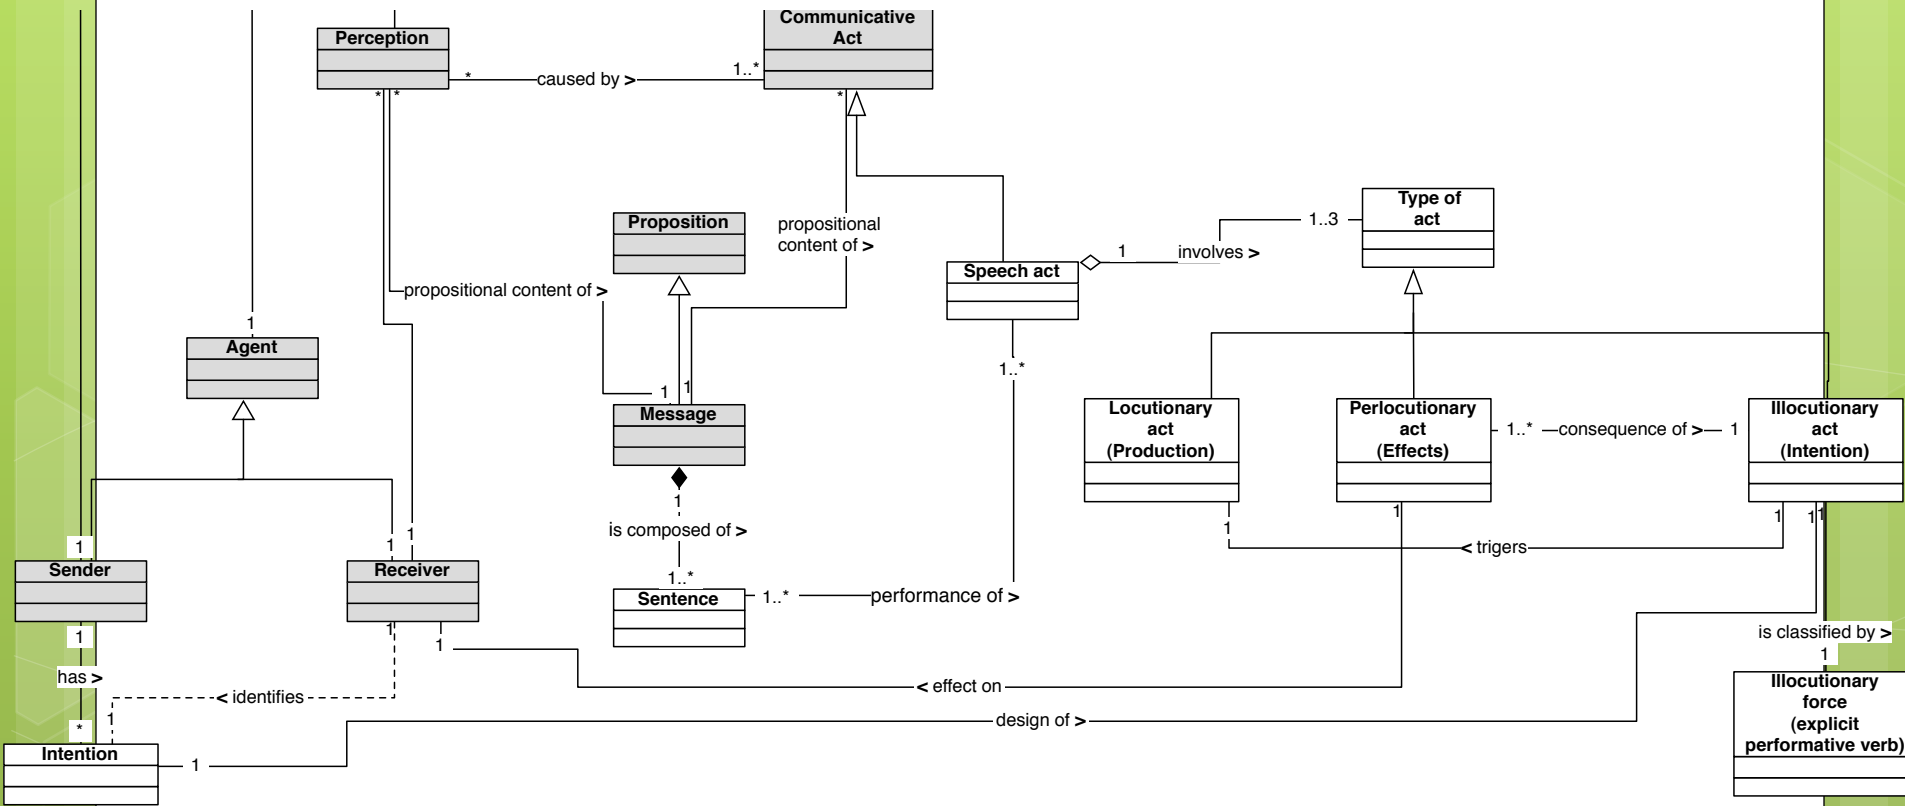 Communicative
Act
Perception
* caused by > 1..*
* *
*
Type of
act
Proposition
propositional
content of >
1..3
1
involves >
Speech act
propositional content of >
1
Agent
1..*
1 1
Message
Locutionary
act
(Production)
Perlocutionary
act
(Effects)
1..* consequence of > 1
Illocutionary
act
(Intention)
1
is composed of >
1..*
1
1
1
1
1
1
1
1
< trigers
Sender
Receiver
Sentence
1..* performance of >
1
1
1
is classified by >
1
has >
< identifies
< effect on
Illocutionary
force
(explicit
performative verb)
*
1
design of >
Intention
1